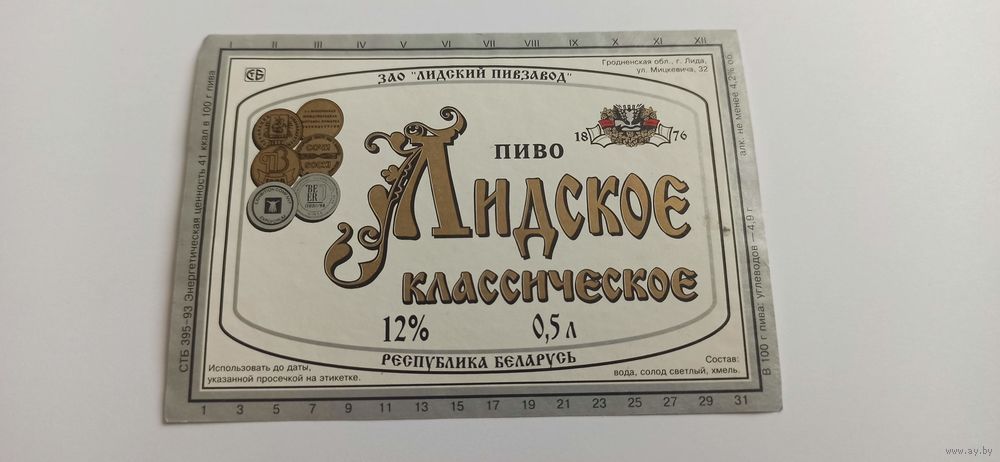 I II III IV V VI VII VIII IX X XI XII
СТБ
ЗАО "ЛИДСКИЙ ПИВЗАВОД"
Гродненская обл., г. Лида,
ул. Мицкевича, 32
СОЧИ
SOCHI
BEER
18 76
ПИВО
ЛИДСКОЕ
КЛАССИЧЕСКОЕ
12% 0,5 л
РЕСПУБЛИКА БЕЛАРУСЬ
Использовать до даты,
указанной просечкой на этикетке.
Состав:
вода, солод светлый, хмель.
1 3 5 7 9 11 13 15 17 19 21 23 25 27 29 31
СТБ 395-93 Энергетическая ценность 41 ккал в 100 г пива
В 100 г пива: углеводов—4,9 г
алк. не менее 4,2% об.
www.ay.by